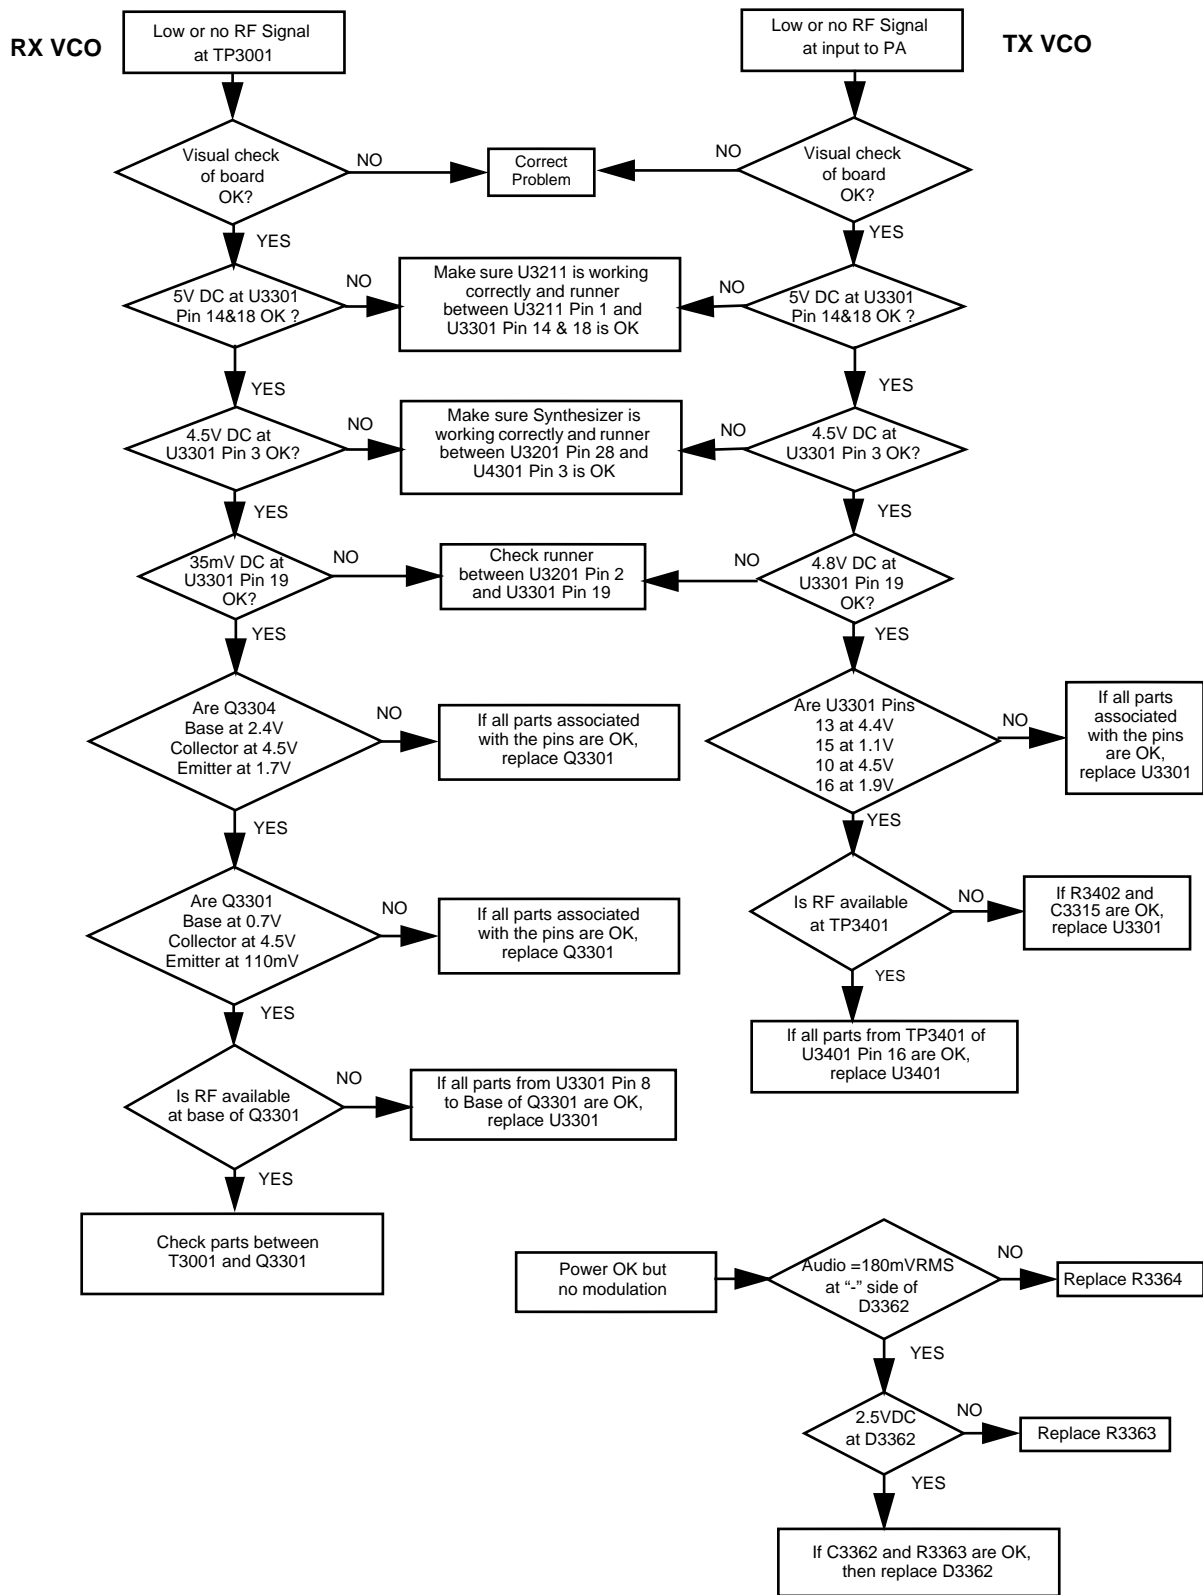 RX VCO
Low or no RF Signal
at TP3001
Low or no RF Signal
at input to PA
TX VCO
Visual check
of board
OK?
NO
Correct
Problem
NO
Visual check
of board
OK?
YES
YES
5V DC at U3301
Pin 14&18 OK ?
NO
Make sure U3211 is working
correctly and runner
between U3211 Pin 1 and
U3301 Pin 14 & 18 is OK
NO
5V DC at U3301
Pin 14&18 OK ?
YES
YES
4.5V DC at
U3301 Pin 3 OK?
NO
Make sure Synthesizer is
working correctly and runner
between U3201 Pin 28 and
U4301 Pin 3 is OK
NO
4.5V DC at
U3301 Pin 3 OK?
YES
YES
35mV DC at
U3301 Pin 19
OK?
NO
Check runner
between U3201 Pin 2
and U3301 Pin 19
NO
4.8V DC at
U3301 Pin 19
OK?
YES
YES
Are Q3304
Base at 2.4V
Collector at 4.5V
Emitter at 1.7V
NO
If all parts associated
with the pins are OK,
replace Q3301
Are U3301 Pins
13 at 4.4V
15 at 1.1V
10 at 4.5V
16 at 1.9V
NO
If all parts
associated
with the pins
are OK,
replace U3301
YES
YES
Are Q3301
Base at 0.7V
Collector at 4.5V
Emitter at 110mV
NO
If all parts associated
with the pins are OK,
replace Q3301
Is RF available
at TP3401
NO
If R3402 and
C3315 are OK,
replace U3301
YES
YES
If all parts from TP3401 of
U3401 Pin 16 are OK,
replace U3401
Is RF available
at base of Q3301
NO
If all parts from U3301 Pin 8
to Base of Q3301 are OK,
replace U3301
YES
Check parts between
T3001 and Q3301
Power OK but
no modulation
Audio =180mVRMS
at “-” side of
D3362
NO
Replace R3364
YES
2.5VDC
at D3362
NO
Replace R3363
YES
If C3362 and R3363 are OK,
then replace D3362